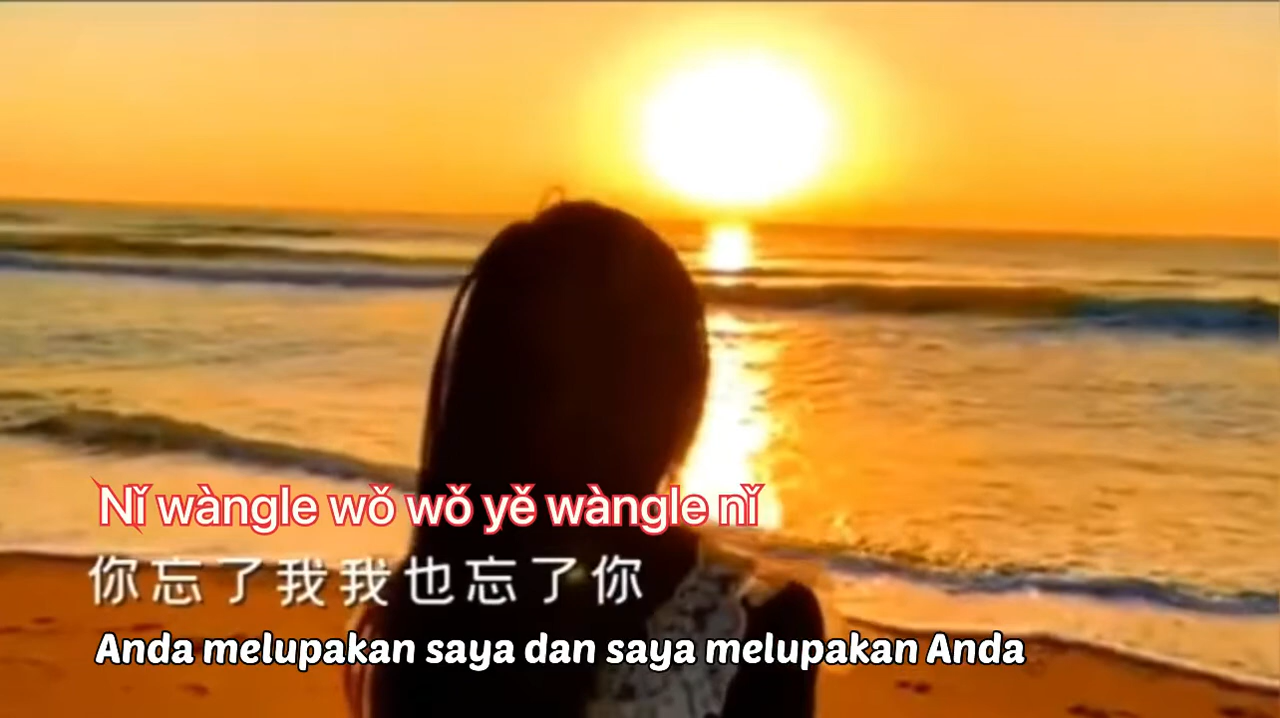 Nǐ wàngle wǒ wǒ yě wàngle nǐ
你忘了我我也忘了你
Anda melupakan saya dan saya melupakan Anda